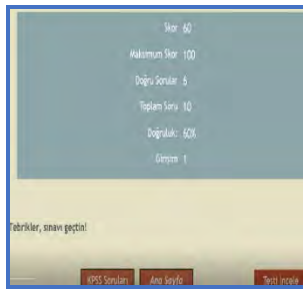 Skor 60
Maksimum Skor 100
Doğru Sorular 6
Toplam Soru 10
Doğruluk: 60%
Girişim 1
Tebrikler, sınavı geçtin!
KPSS Soruları Ana Sayfa Testi İncele